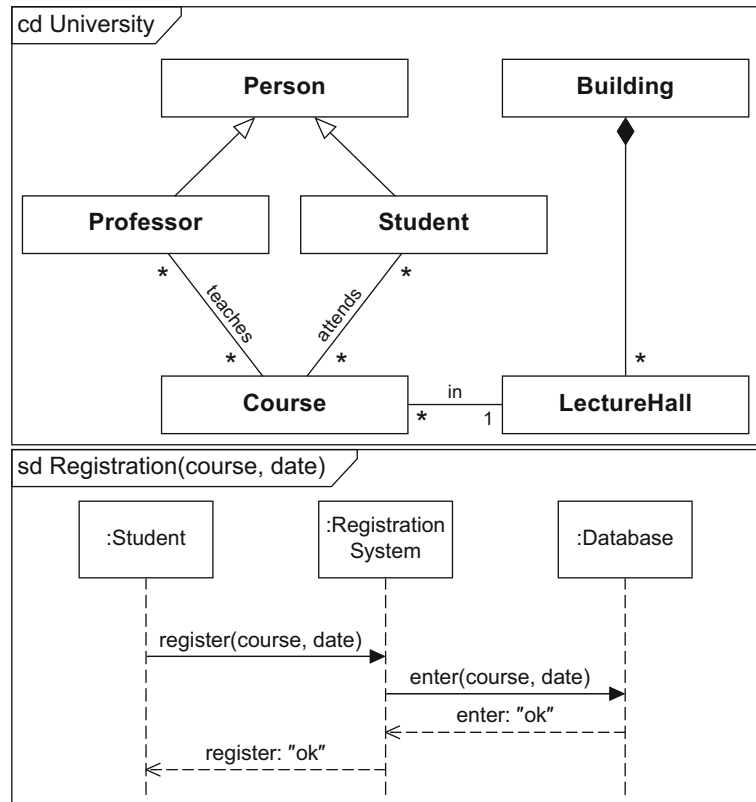 cd University
Person
Building
Professor
Student
*
*
teaches
attends
*
*
*
Course
in
LectureHall
*
1
sd Registration(course, date)
:Student
:Registration
System
:Database
register(course, date)
enter(course, date)
enter: "ok"
register: "ok"